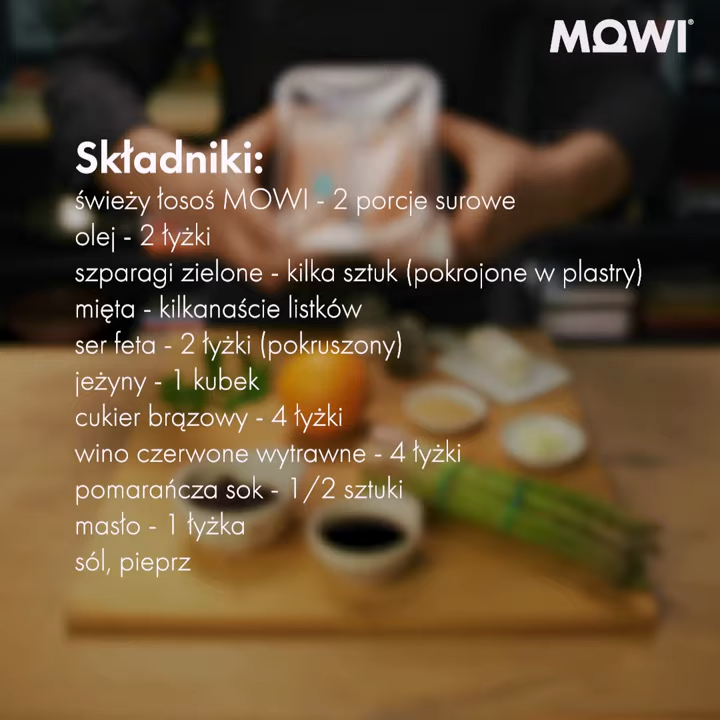 MOWI®
Składniki:
świeży łosoś MOWI - 2 porcje surowe
olej - 2 łyżki
szparagi zielone - kilka sztuk (pokrojone w plastry)
mięta - kilkanaście listków
ser feta - 2 łyżki (pokruszony)
jeżyny - 1 kubek
cukier brązowy - 4 łyżki
wino czerwone wytrawne - 4 łyżki
pomarańcza sok - 1/2 sztuki
masło - 1 łyżka
sól, pieprz